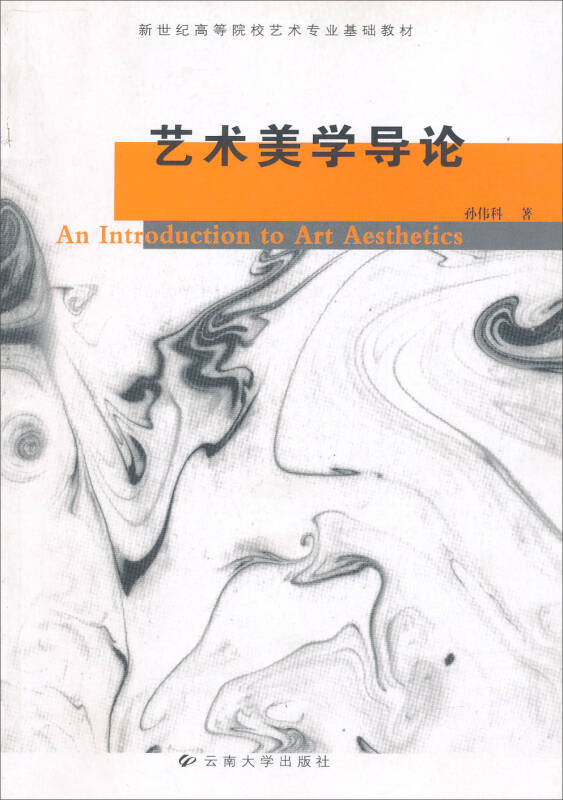 新世纪高等院校艺术专业基础教材
艺术美学导论
孙伟科 著
An Introduction to Art Aesthetics
云南大学出版社